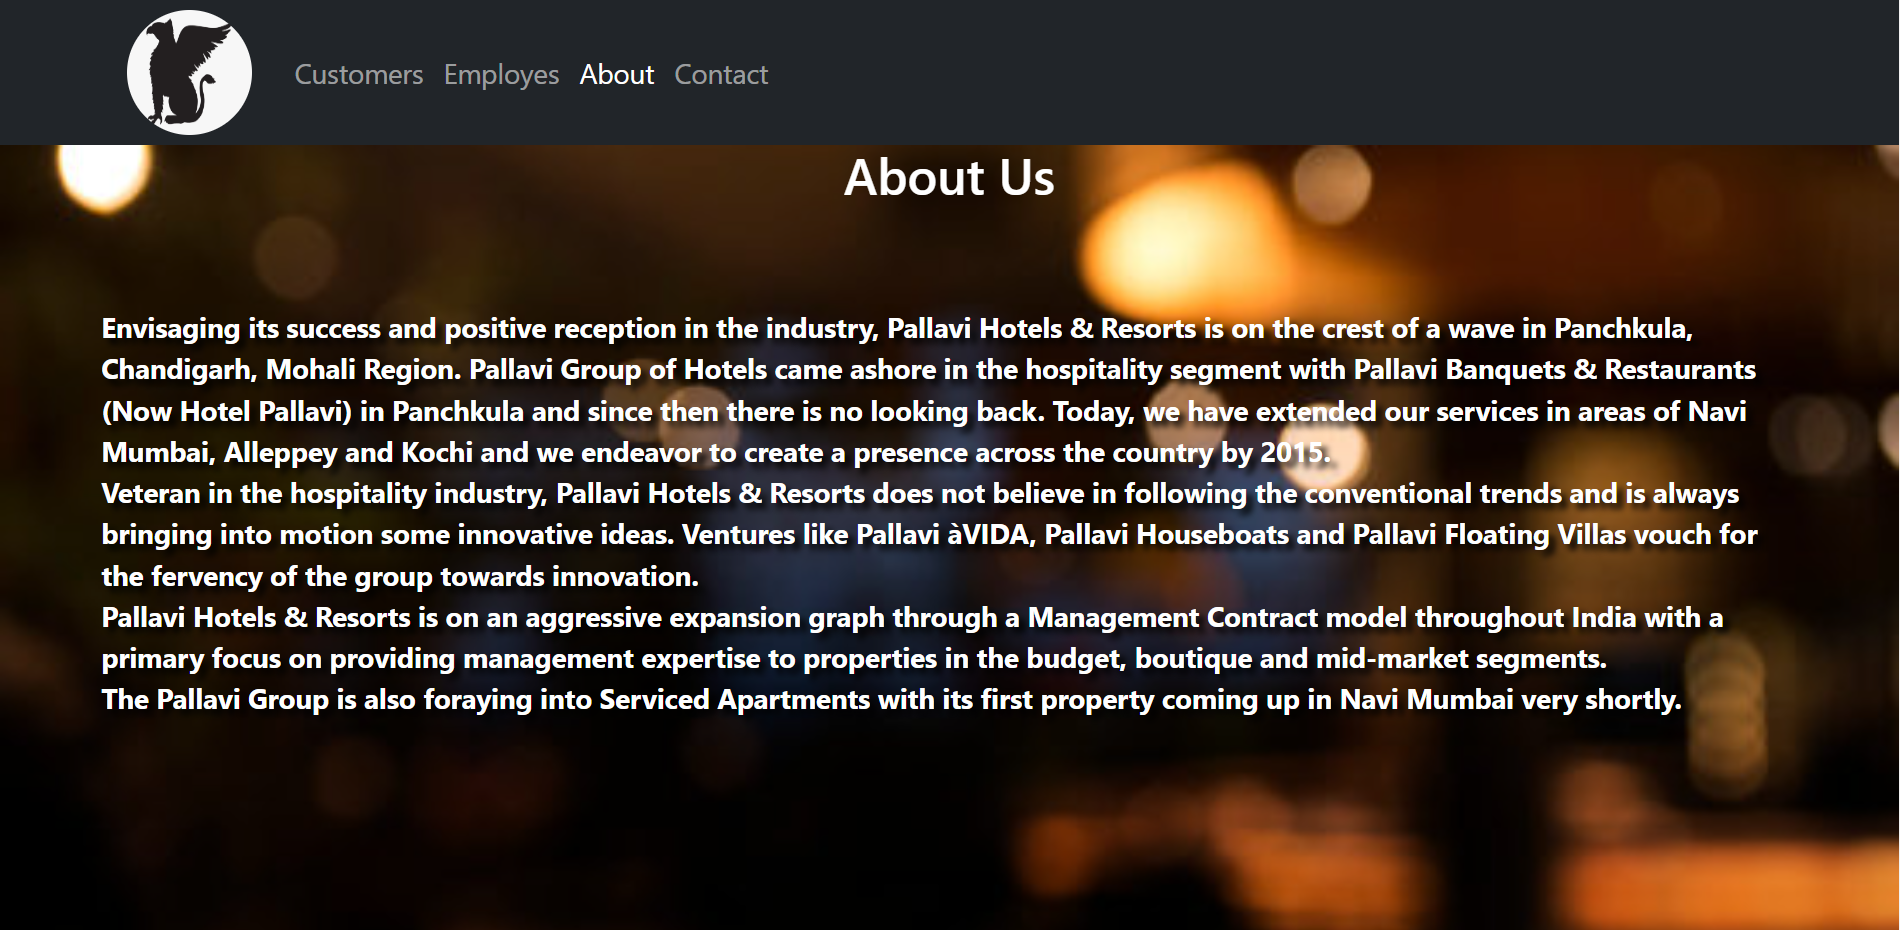 Customers Employes About Contact
About Us
Envisaging its success and positive reception in the industry, Pallavi Hotels & Resorts is on the crest of a wave in Panchkula,
Chandigarh, Mohali Region. Pallavi Group of Hotels came ashore in the hospitality segment with Pallavi Banquets & Restaurants
(Now Hotel Pallavi) in Panchkula and since then there is no looking back. Today, we have extended our services in areas of Navi
Mumbai, Alleppey and Kochi and we endeavor to create a presence across the country by 2015.
Veteran in the hospitality industry, Pallavi Hotels & Resorts does not believe in following the conventional trends and is always
bringing into motion some innovative ideas. Ventures like Pallavi àVIDA, Pallavi Houseboats and Pallavi Floating Villas vouch for
the fervency of the group towards innovation.
Pallavi Hotels & Resorts is on an aggressive expansion graph through a Management Contract model throughout India with a
primary focus on providing management expertise to properties in the budget, boutique and mid-market segments.
The Pallavi Group is also foraying into Serviced Apartments with its first property coming up in Navi Mumbai very shortly.